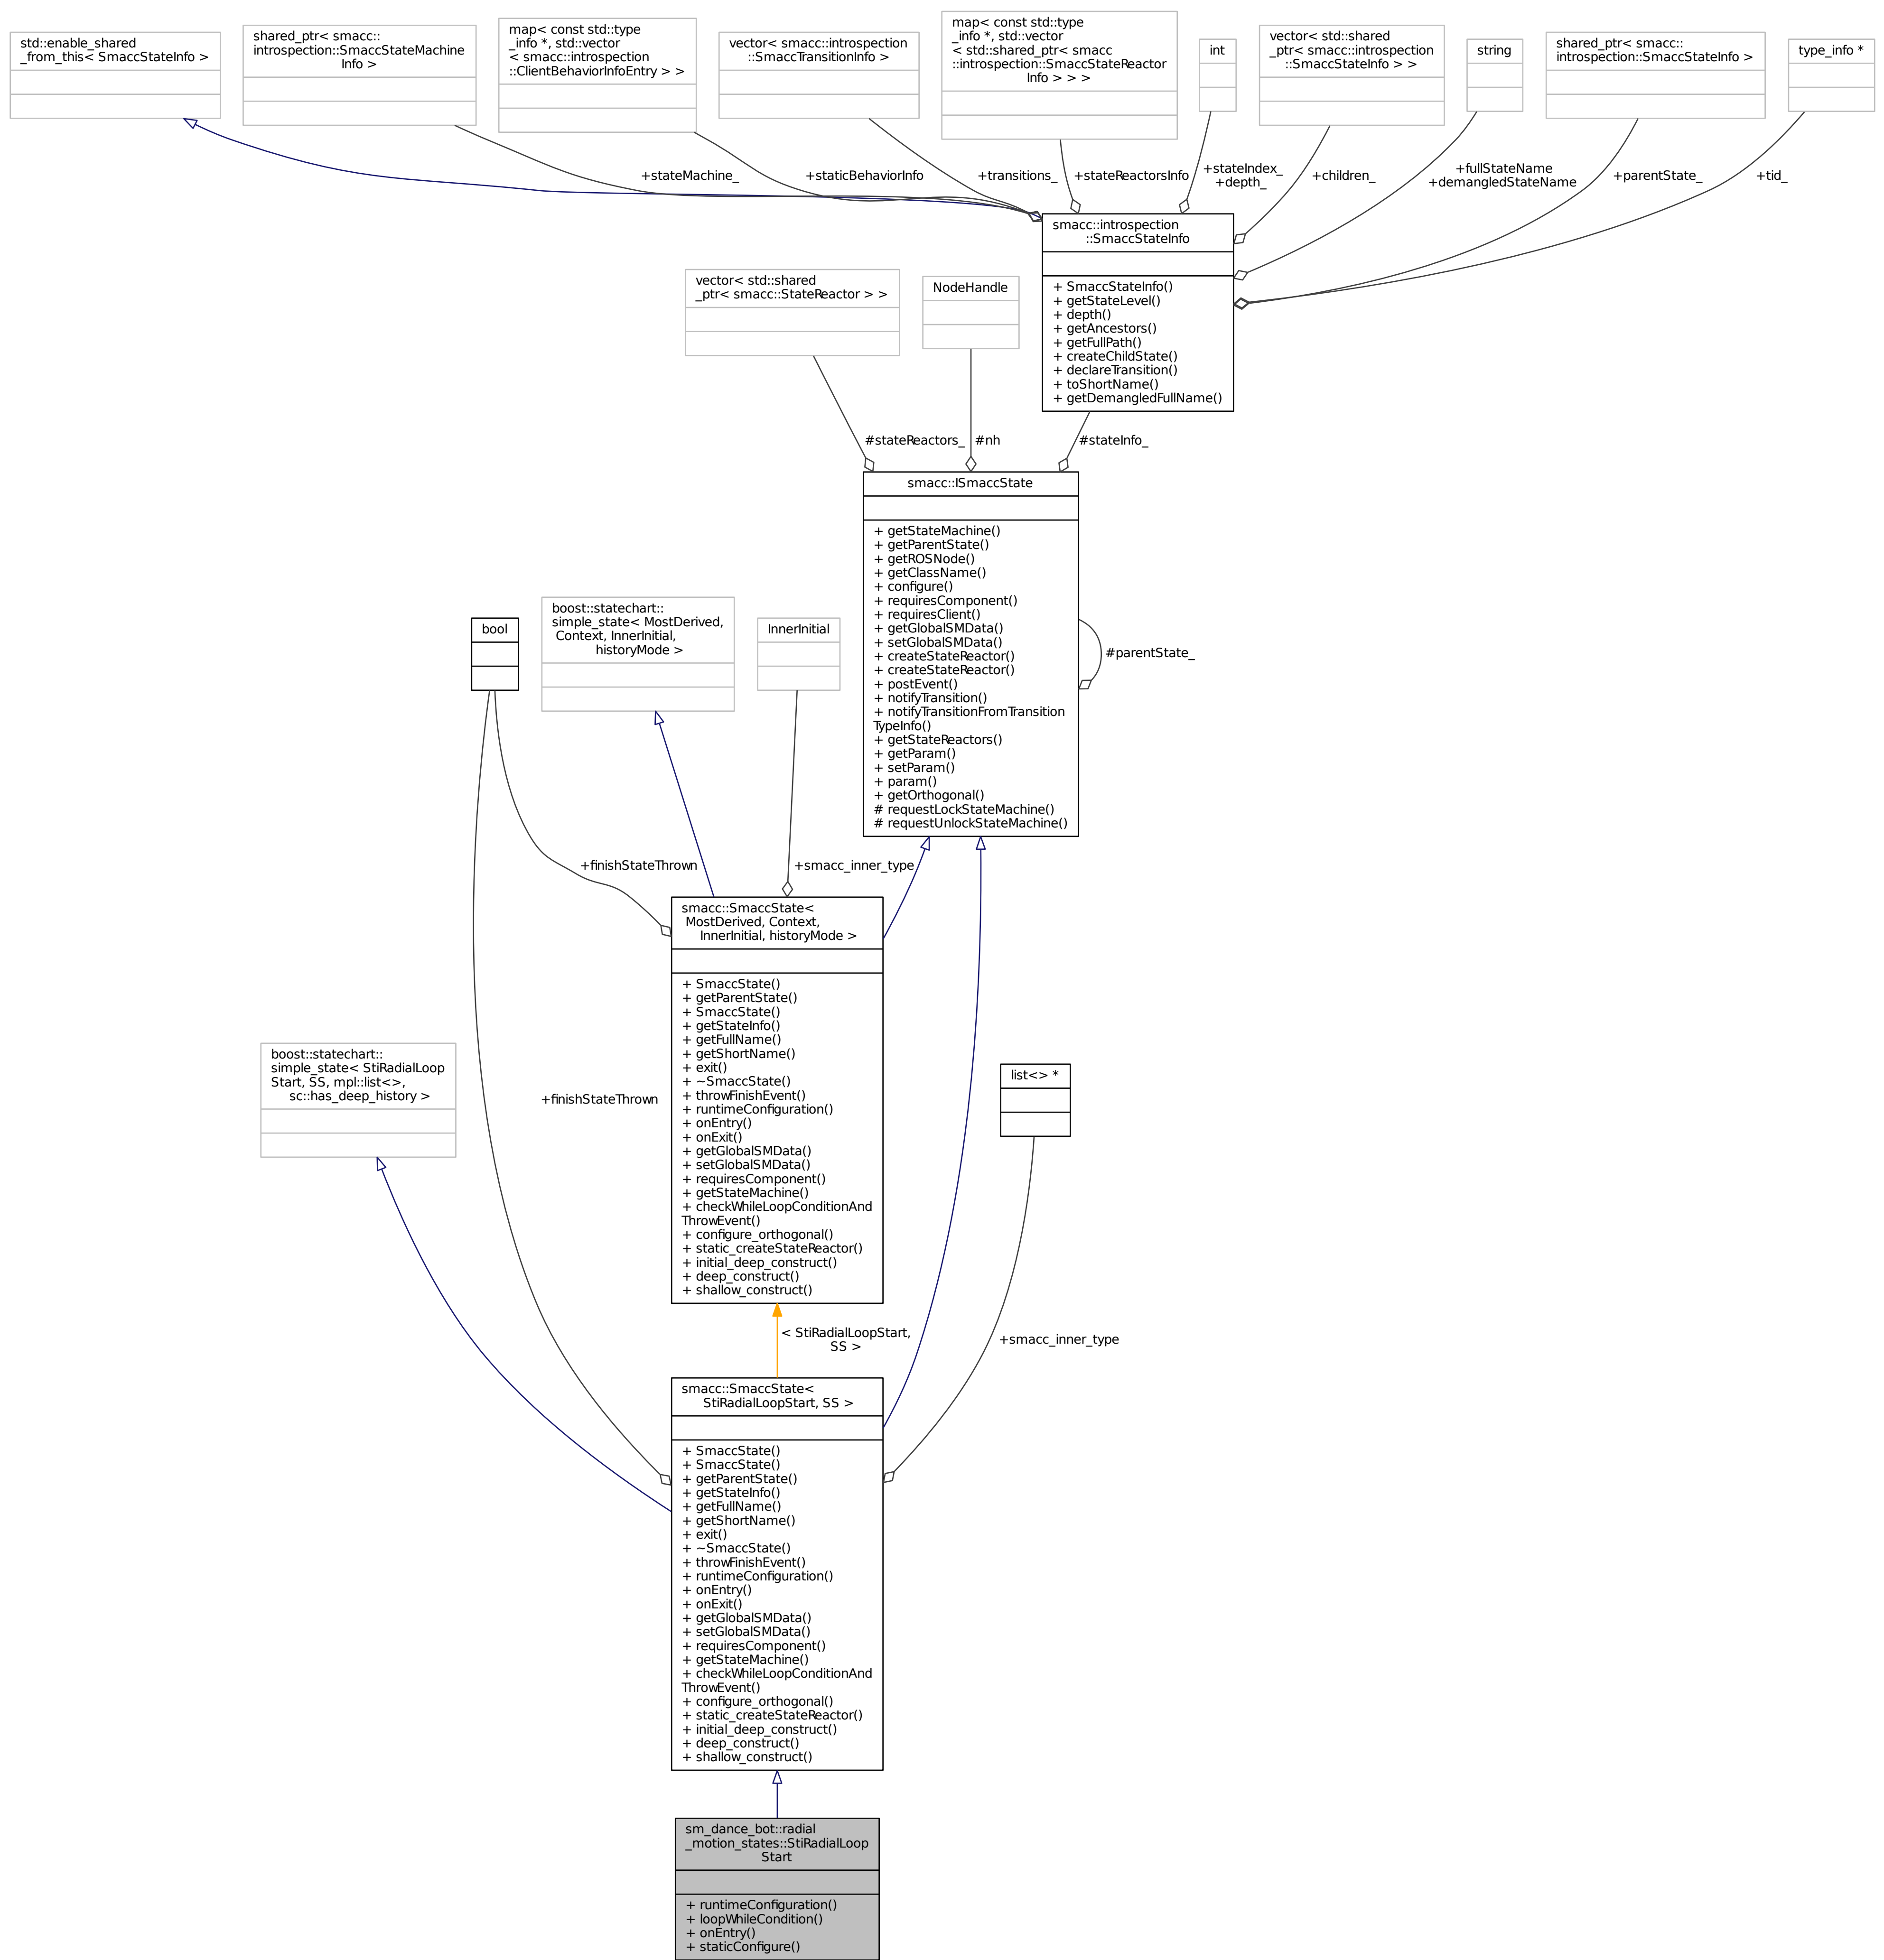 std::enable_shared
_from_this< SmaccStateInfo >
shared_ptr< smacc::
introspection::SmaccStateMachine
Info >
map< const std::type
_info *, std::vector
< smacc::introspection
::ClientBehaviorInfoEntry > >
vector< smacc::introspection
::SmaccTransitionInfo >
map< const std::type
_info *, std::vector
< std::shared_ptr< smacc
::introspection::SmaccStateReactor
Info > > >
int
vector< std::shared
_ptr< smacc::introspection
::SmaccStateInfo > >
string
shared_ptr< smacc::
introspection::SmaccStateInfo >
type_info *
+stateMachine_
+staticBehaviorInfo
+transitions_
+stateReactorsInfo
+stateIndex_
+depth_
+children_
+fullStateName
+demangledStateName
+parentState_
+tid_
smacc::introspection
::SmaccStateInfo
+ SmaccStateInfo()
+ getStateLevel()
+ depth()
+ getAncestors()
+ getFullPath()
+ createChildState()
+ declareTransition()
+ toShortName()
+ getDemangledFullName()
vector< std::shared
_ptr< smacc::StateReactor > >
NodeHandle
#stateReactors_
#nh
#stateInfo_
smacc::ISmaccState
+ getStateMachine()
+ getParentState()
+ getROSNode()
+ getClassName()
+ configure()
+ requiresComponent()
+ requiresClient()
+ getGlobalSMData()
+ setGlobalSMData()
+ createStateReactor()
+ createStateReactor()
+ postEvent()
+ notifyTransition()
+ notifyTransitionFromTransition
TypeInfo()
+ getStateReactors()
+ getParam()
+ setParam()
+ param()
+ getOrthogonal()
# requestLockStateMachine()
# requestUnlockStateMachine()
#parentState_
bool
boost::statechart::
simple_state< MostDerived,
Context, InnerInitial,
historyMode >
InnerInitial
+finishStateThrown
+smacc_inner_type
smacc::SmaccState<
MostDerived, Context,
InnerInitial, historyMode >
+ SmaccState()
+ getParentState()
+ SmaccState()
+ getStateInfo()
+ getFullName()
+ getShortName()
+ exit()
+ ~SmaccState()
+ throwFinishEvent()
+ runtimeConfiguration()
+ onEntry()
+ onExit()
+ getGlobalSMData()
+ setGlobalSMData()
+ requiresComponent()
+ getStateMachine()
+ checkWhileLoopConditionAnd
ThrowEvent()
+ configure_orthogonal()
+ static_createStateReactor()
+ initial_deep_construct()
+ deep_construct()
+ shallow_construct()
boost::statechart::
simple_state< StiRadialLoop
Start, SS, mpl::list<>,
sc::has_deep_history >
+finishStateThrown
list<> *
< StiRadialLoopStart,
SS >
+smacc_inner_type
smacc::SmaccState<
StiRadialLoopStart, SS >
+ SmaccState()
+ SmaccState()
+ getParentState()
+ getStateInfo()
+ getFullName()
+ getShortName()
+ exit()
+ ~SmaccState()
+ throwFinishEvent()
+ runtimeConfiguration()
+ onEntry()
+ onExit()
+ getGlobalSMData()
+ setGlobalSMData()
+ requiresComponent()
+ getStateMachine()
+ checkWhileLoopConditionAnd
ThrowEvent()
+ configure_orthogonal()
+ static_createStateReactor()
+ initial_deep_construct()
+ deep_construct()
+ shallow_construct()
sm_dance_bot::radial
_motion_states::StiRadialLoop
Start
+ runtimeConfiguration()
+ loopWhileCondition()
+ onEntry()
+ staticConfigure()